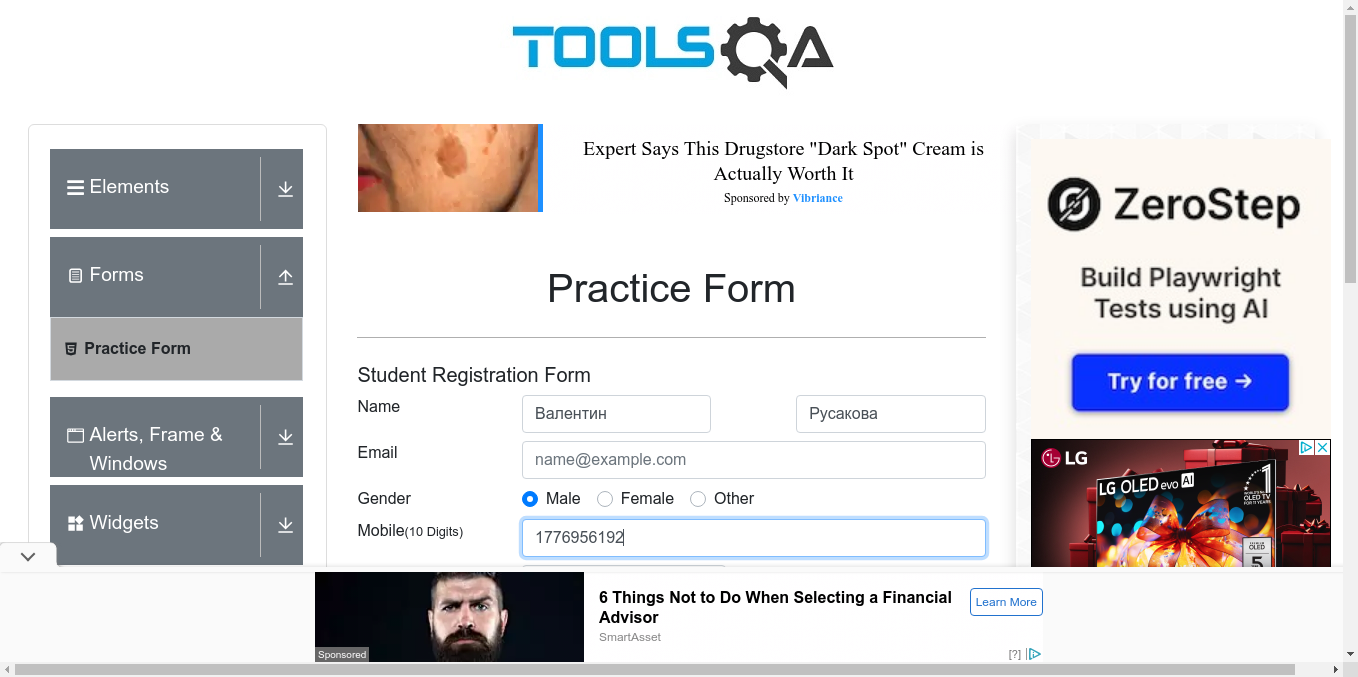 TOOLSQA
Elements
Forms
Practice Form
Alerts, Frame &
Windows
Widgets
Expert Says This Drugstore "Dark Spot" Cream is
Actually Worth It
Sponsored by Vibriance
Practice Form
Student Registration Form
Name
Валентин
Русакова
Email
name@example.com
Gender
Male
Female
Other
Mobile(10 Digits)
1776956192
ZeroStep
Build Playwright
Tests using AI
Try for free →
LG
LG OLED evo AI
OLED
5
6 Things Not to Do When Selecting a Financial
Advisor
SmartAsset
Learn More
Sponsored
[?]